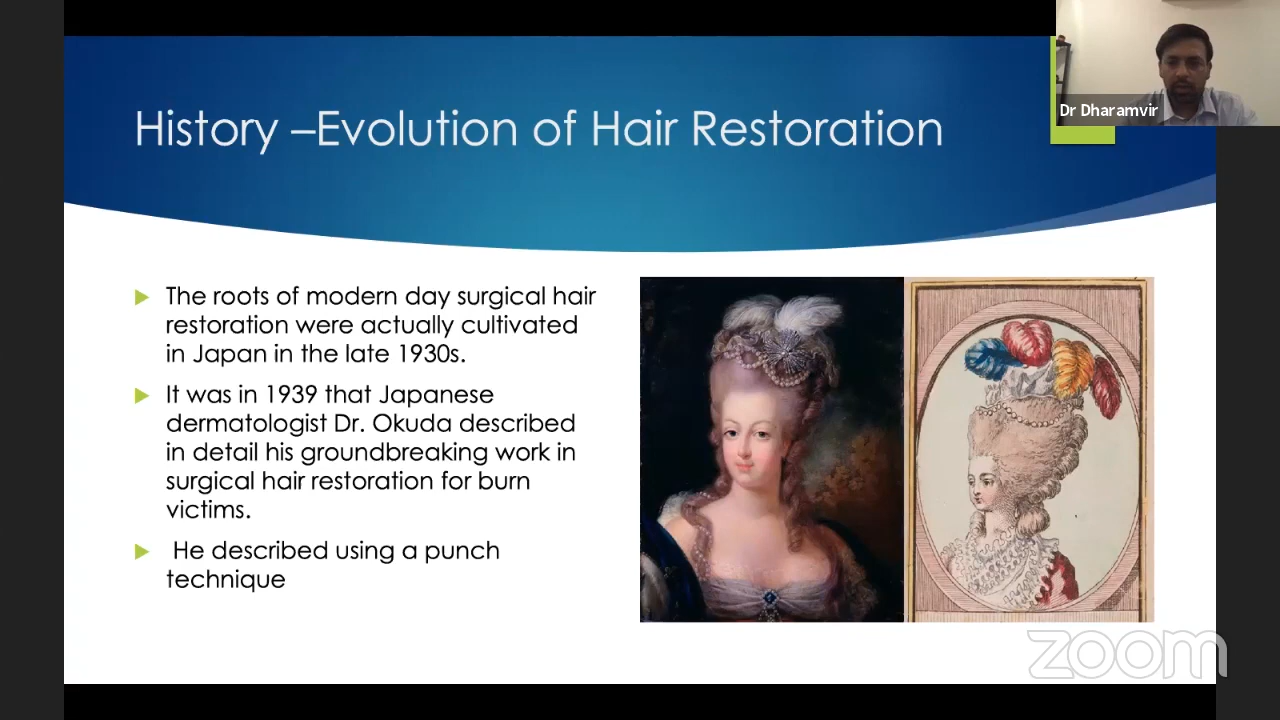 Dr Dharamvir
History –Evolution of Hair Restoration
The roots of modern day surgical hair
restoration were actually cultivated
in Japan in the late 1930s.
It was in 1939 that Japanese
dermatologist Dr. Okuda described
in detail his groundbreaking work in
surgical hair restoration for burn
victims.
He described using a punch
technique
zoom